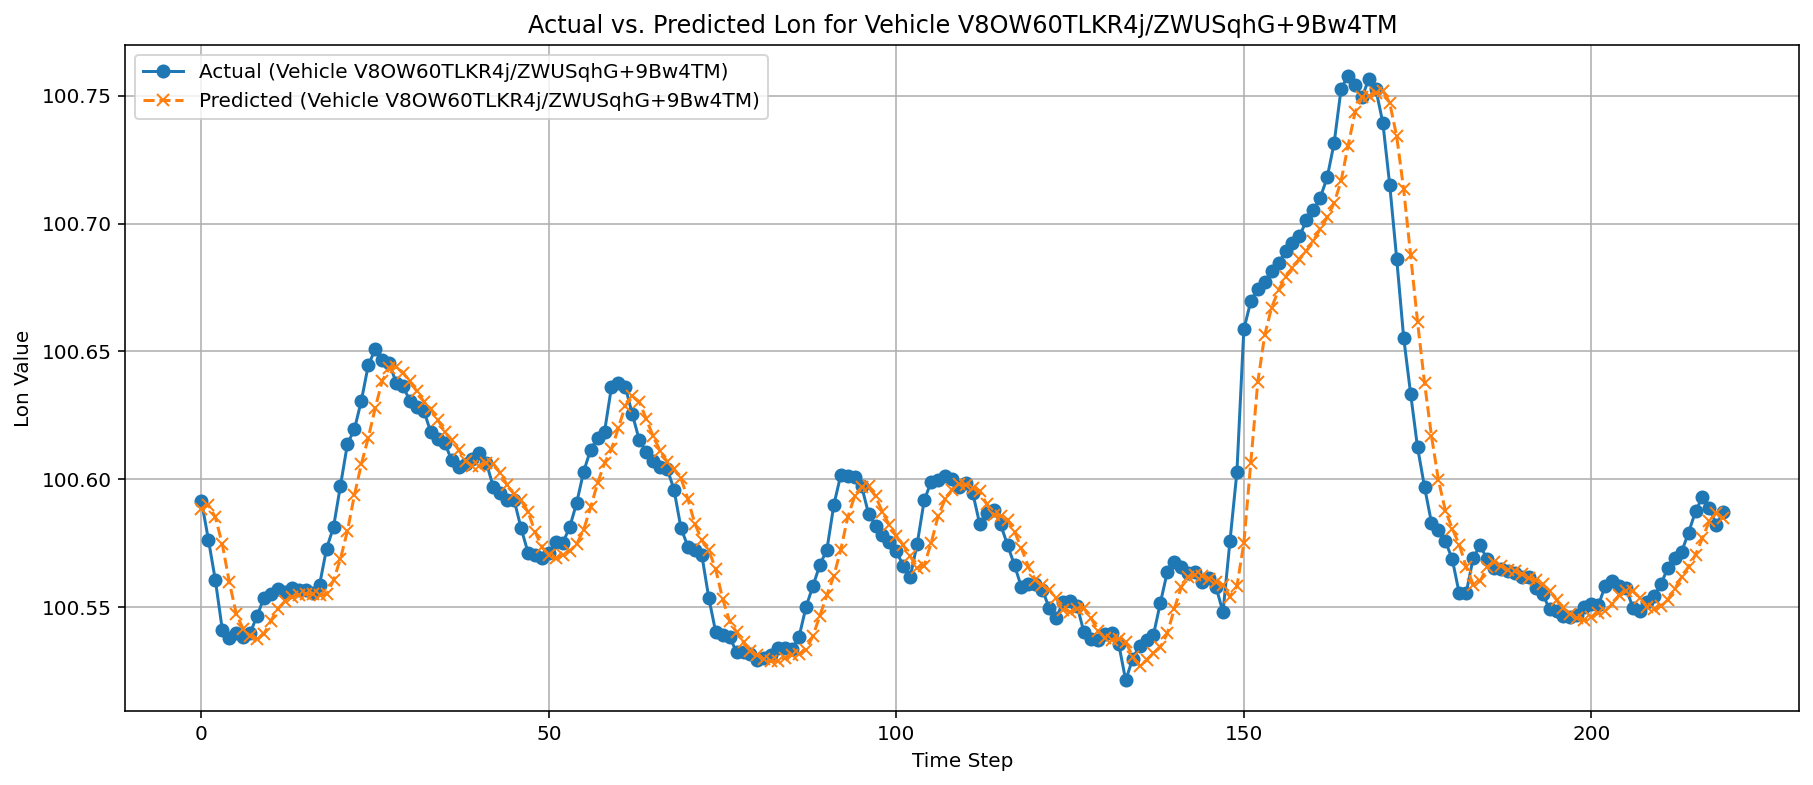 Actual vs. Predicted Lon for Vehicle V8OW60TLKR4j/ZWUSqhG+9Bw4TM
Actual (Vehicle V8OW60TLKR4j/ZWUSqhG+9Bw4TM)
Predicted (Vehicle V8OW60TLKR4j/ZWUSqhG+9Bw4TM)
Lon Value
100.75
100.70
100.65
100.60
100.55
0
50
100
150
200
Time Step